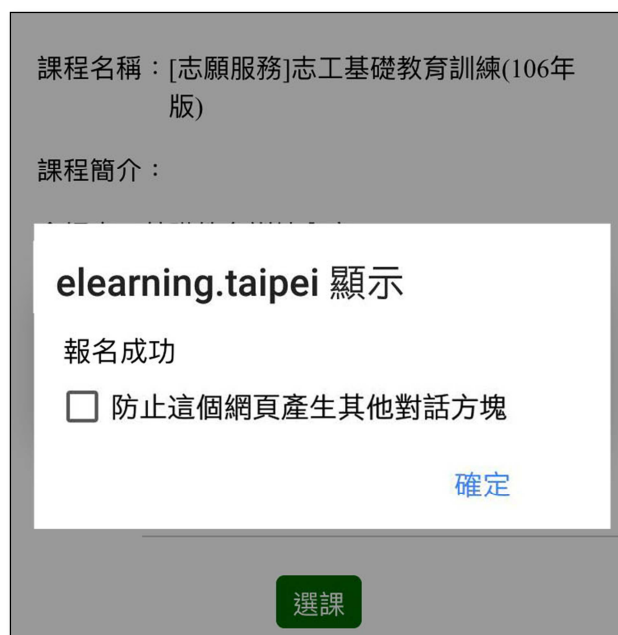 課程名稱：[志願服務]志工基礎教育訓練(106年
版)
課程簡介：
elearning.taipei 顯示
報名成功
防止這個網頁產生其他對話方塊
確定
選課